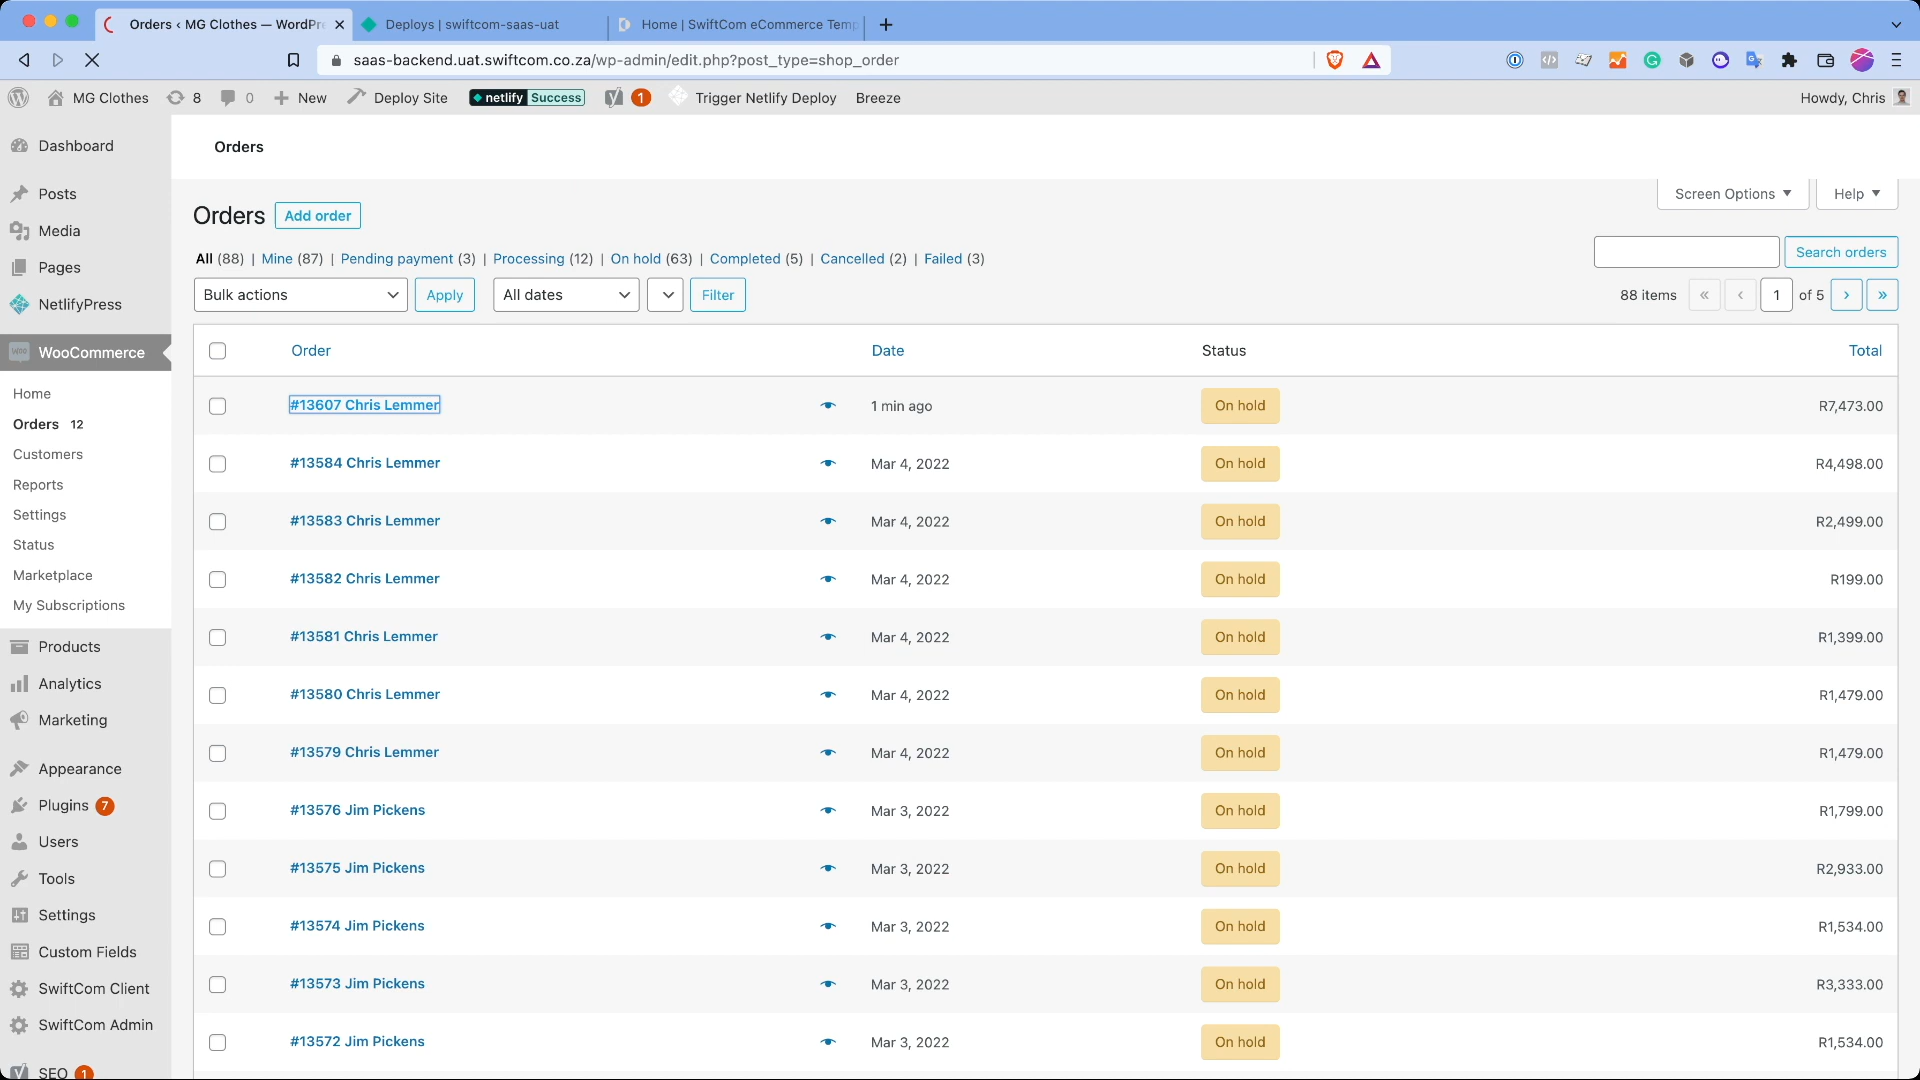 Orders ‹ MG Clothes — WordPr
Deploys | swiftcom-saas-uat
Home | SwiftCom eCommerce Temp
saas-backend.uat.swiftcom.co.za/wp-admin/edit.php?post_type=shop_order
MG Clothes 8 0 New Deploy Site netlify Success 1 Trigger Netlify Deploy Breeze
Howdy, Chris
Dashboard
Posts
Media
Pages
NetlifyPress
WooCommerce
Home
Orders 12
Customers
Reports
Settings
Status
Marketplace
My Subscriptions
Products
Analytics
Marketing
Appearance
Plugins 7
Users
Tools
Settings
Custom Fields
SwiftCom Client
SwiftCom Admin
SEO 1
Orders
Screen Options Help
Orders Add order
All (88) | Mine (87) | Pending payment (3) | Processing (12) | On hold (63) | Completed (5) | Cancelled (2) | Failed (3)
Search orders
Bulk actions Apply All dates Filter
88 items « ‹ 1 of 5 › »
Order Date Status Total
#13607 Chris Lemmer 1 min ago On hold R7,473.00
#13584 Chris Lemmer Mar 4, 2022 On hold R4,498.00
#13583 Chris Lemmer Mar 4, 2022 On hold R2,499.00
#13582 Chris Lemmer Mar 4, 2022 On hold R199.00
#13581 Chris Lemmer Mar 4, 2022 On hold R1,399.00
#13580 Chris Lemmer Mar 4, 2022 On hold R1,479.00
#13579 Chris Lemmer Mar 4, 2022 On hold R1,479.00
#13576 Jim Pickens Mar 3, 2022 On hold R1,799.00
#13575 Jim Pickens Mar 3, 2022 On hold R2,933.00
#13574 Jim Pickens Mar 3, 2022 On hold R1,534.00
#13573 Jim Pickens Mar 3, 2022 On hold R3,333.00
#13572 Jim Pickens Mar 3, 2022 On hold R1,534.00